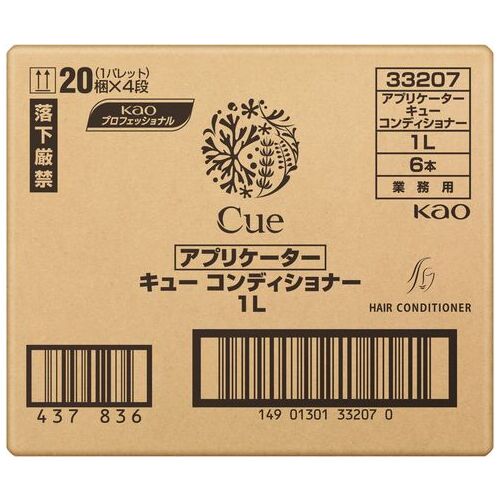 20
(1パレット)
梱×4段
落下厳禁
Kao
プロフェッショナル
Cue
アプリケーター
キュー コンディショナー
1L
33207
アプリケーター
キュー
コンディショナー
1L
6本
業務用
Kao
HAIR CONDITIONER
437 836
149 01301 33207 0